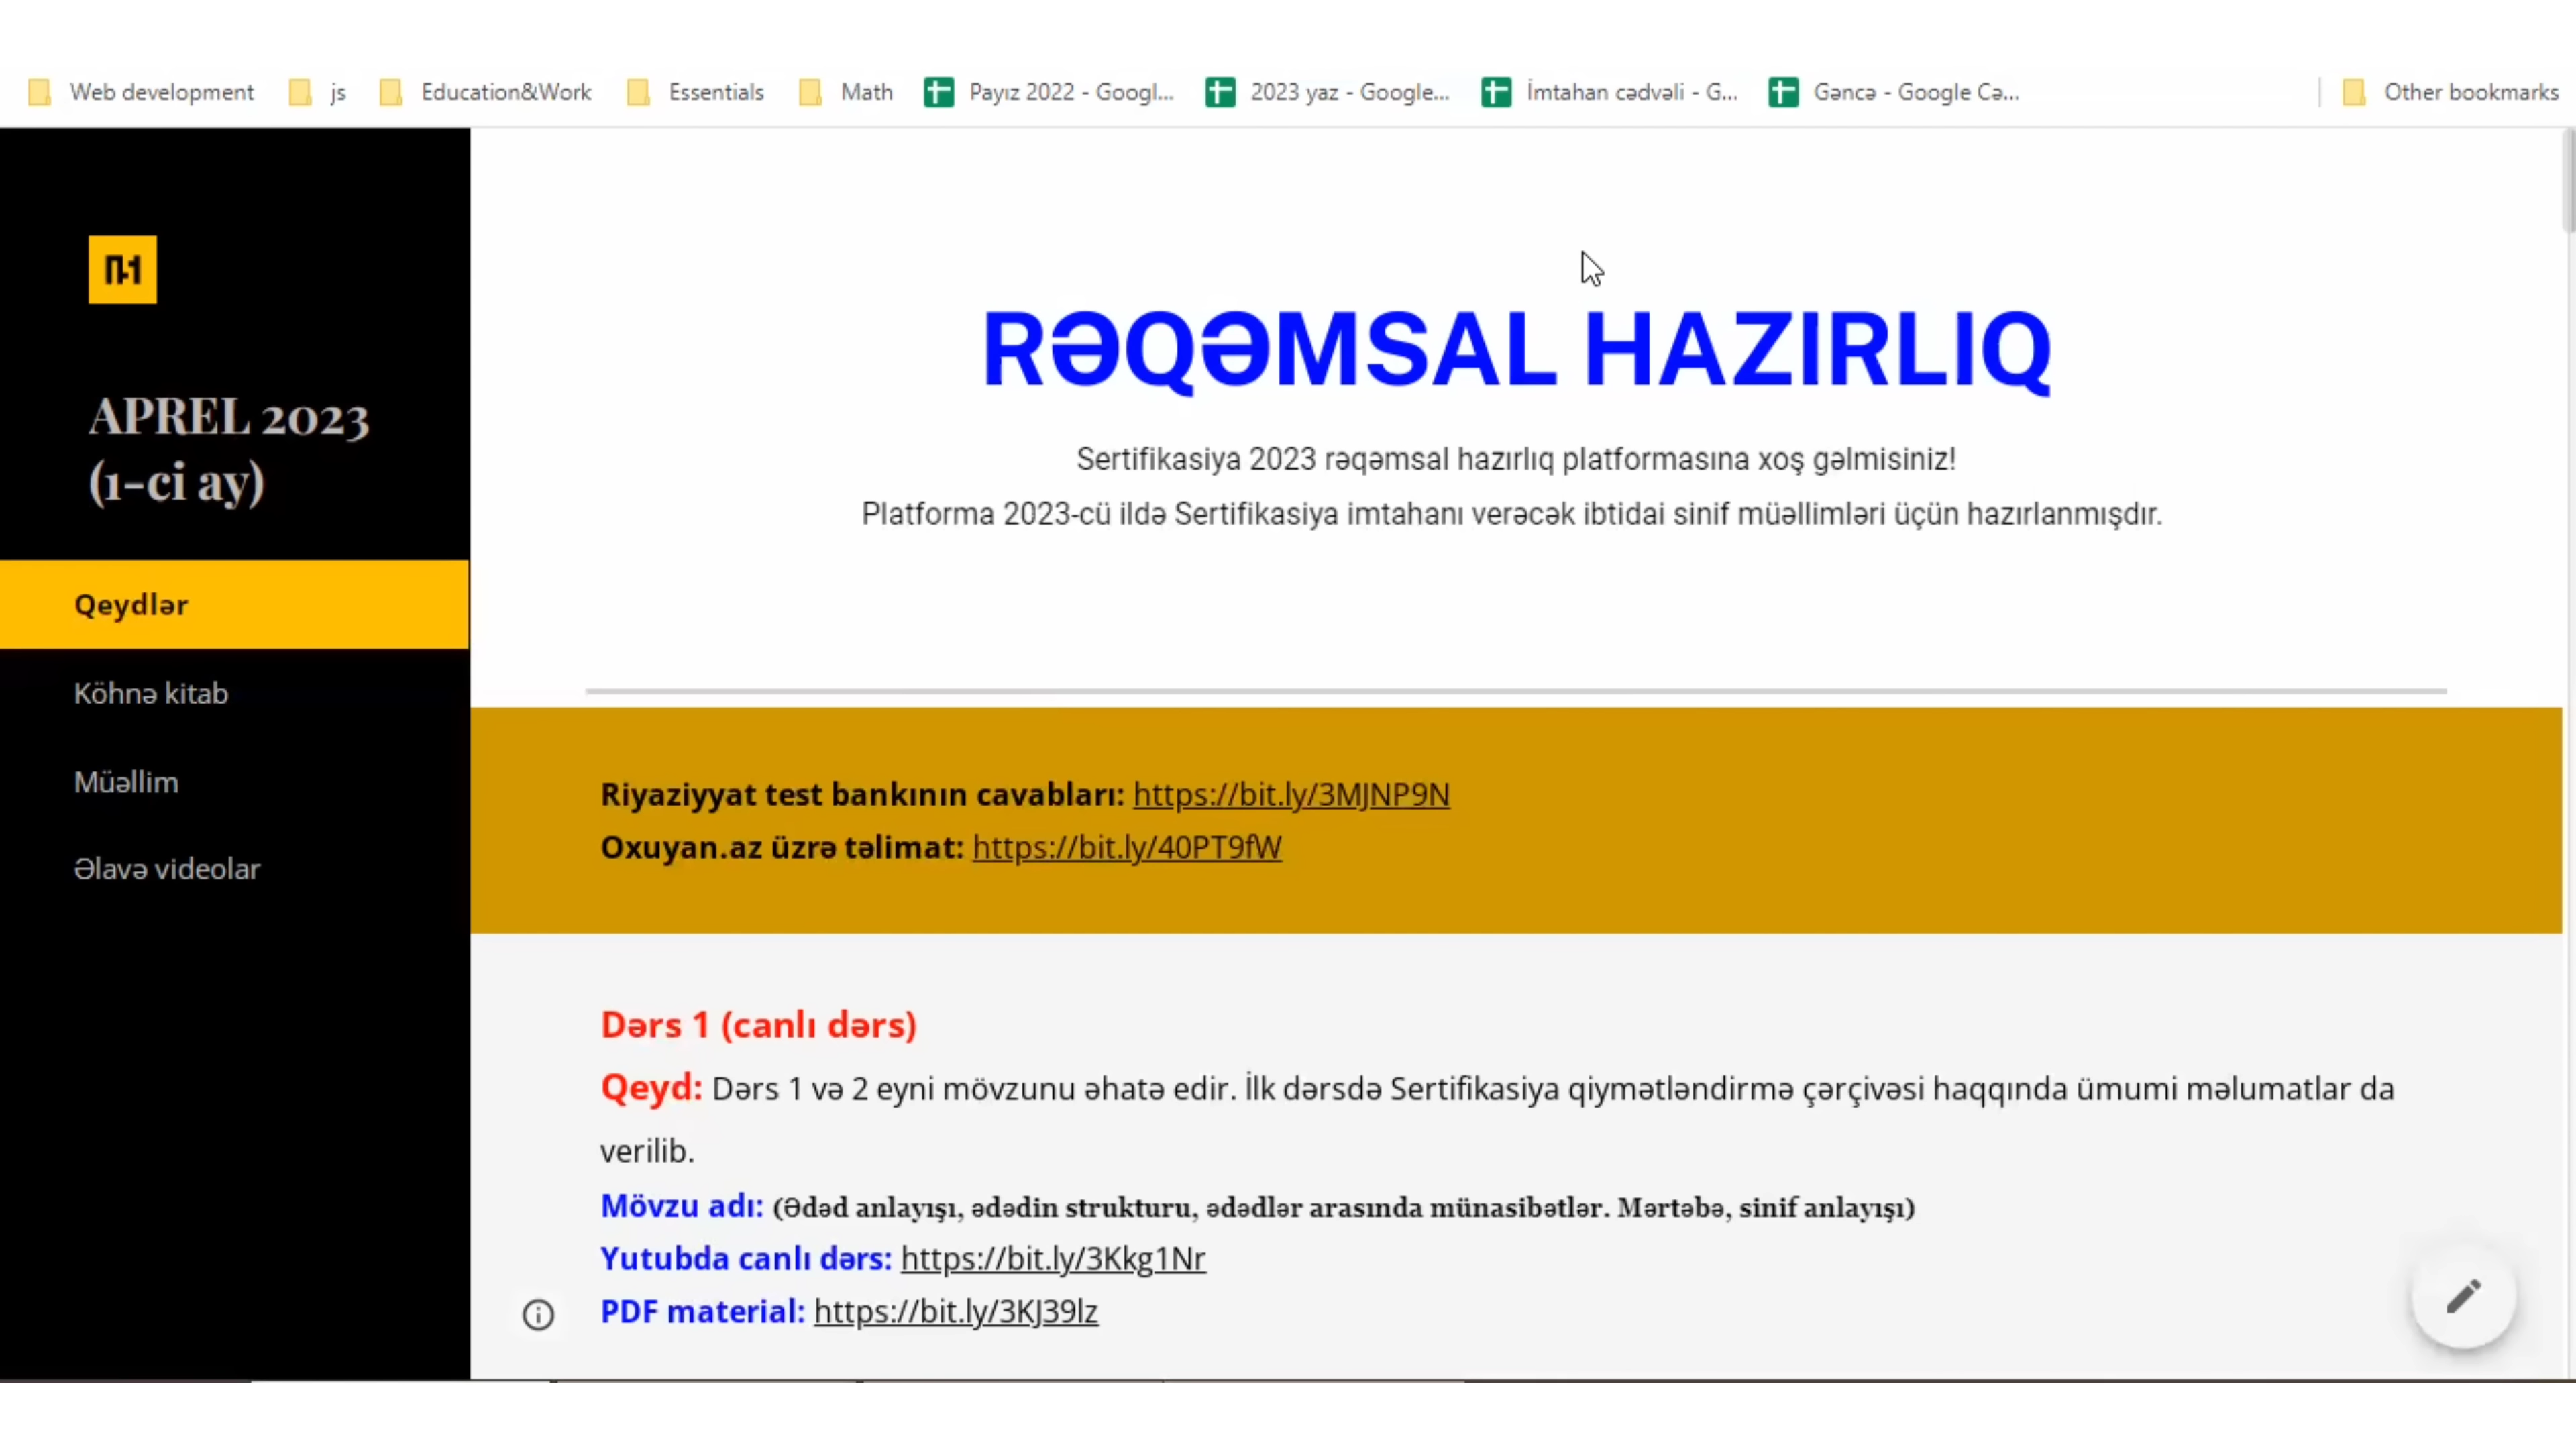 Web development js Education&Work Essentials Math Payız 2022 - Googl... 2023 yaz - Google... İmtahan cədvəli - G... Gəncə - Google Cə... Other bookmarks
APREL 2023
(1-ci ay)
Qeydlər
Köhnə kitab
Müəllim
Əlavə videolar
RƏQƏMSAL HAZIRLIQ
Sertifikasiya 2023 rəqəmsal hazırlıq platformasına xoş gəlmisiniz!
Platforma 2023-cü ildə Sertifikasiya imtahanı verəcək ibtidai sinif müəllimləri üçün hazırlanmışdır.
Riyaziyyat test bankının cavabları: https://bit.ly/3MJNP9N
Oxuyan.az üzrə təlimat: https://bit.ly/40PT9fW
Dərs 1 (canlı dərs)
Qeyd: Dərs 1 və 2 eyni mövzunu əhatə edir. İlk dərsdə Sertifikasiya qiymətləndirmə çərçivəsi haqqında ümumi məlumatlar da
verilib.
Mövzu adı: (Ədəd anlayışı, ədədin strukturu, ədədlər arasında münasibətlər. Mərtəbə, sinif anlayışı)
Yutubda canlı dərs: https://bit.ly/3Kkg1Nr
PDF material: https://bit.ly/3KJ39lz